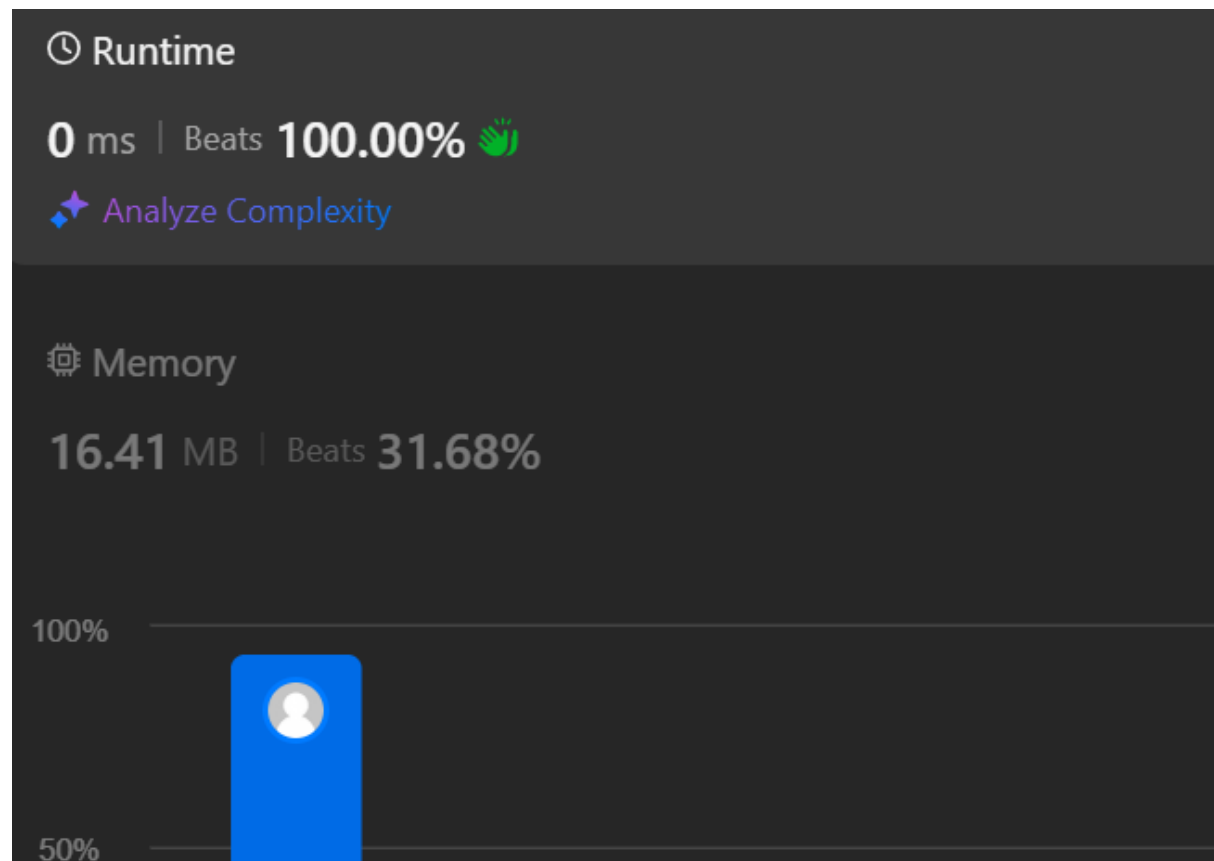 Runtime
0 ms | Beats 100.00%
Analyze Complexity
Memory
16.41 MB | Beats 31.68%
100%
50%